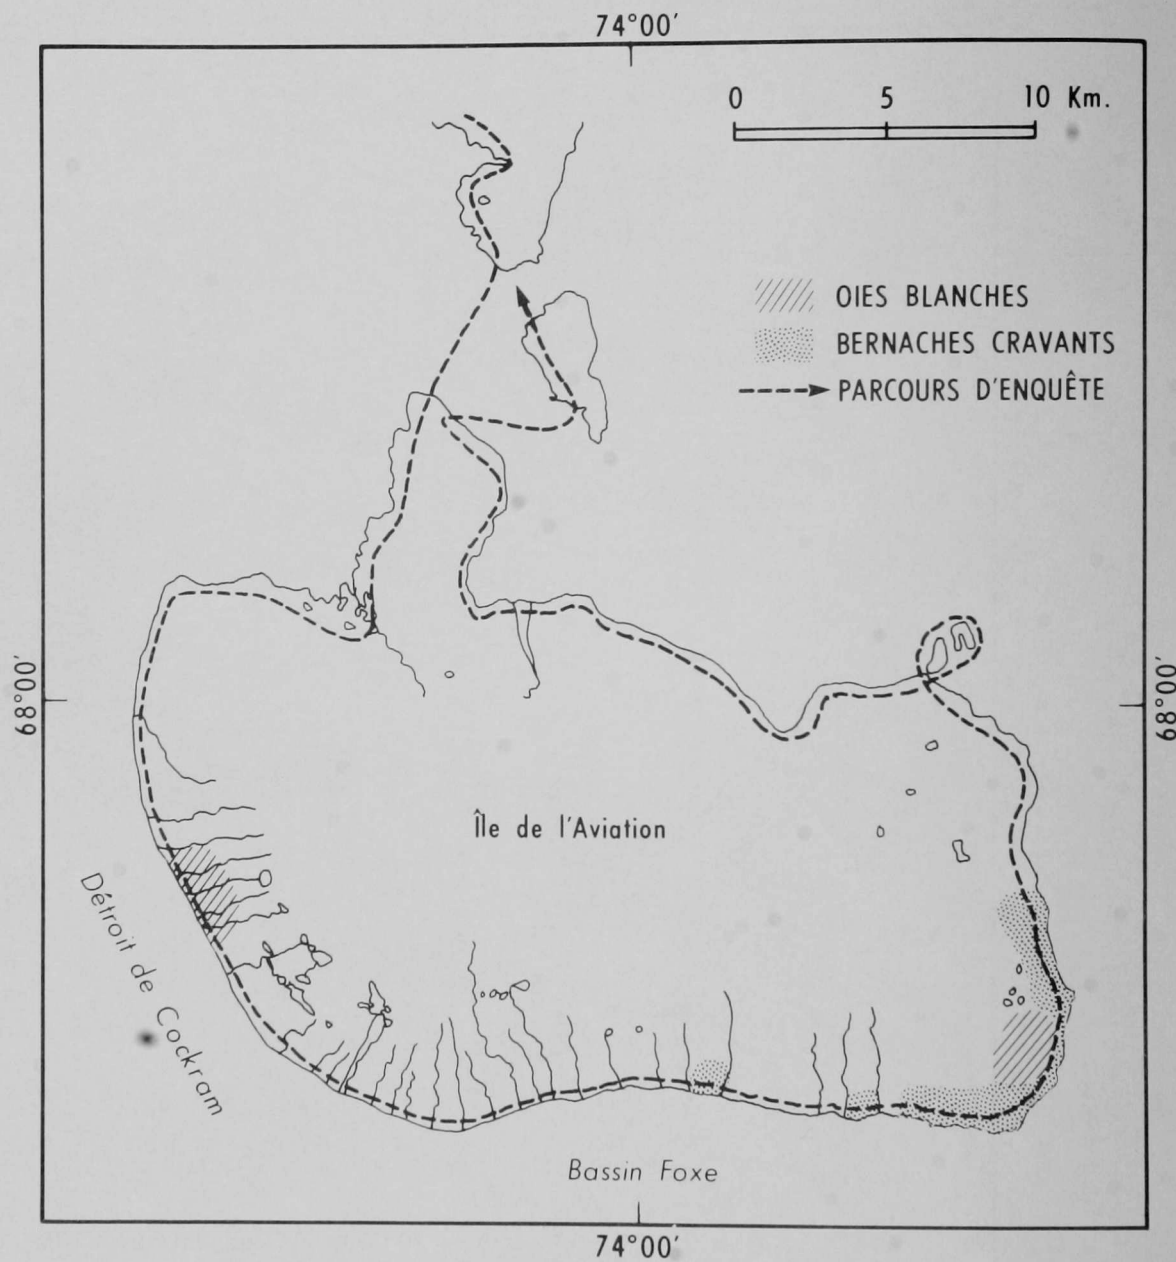 74°00'
0 5 10 Km.
OIES BLANCHES
BERNACHES CRAVANTS
PARCOURS D'ENQUÊTE
68°00'
68°00'
Île de l'Aviation
Détroit de Cockram
Bassin Foxe
74°00'